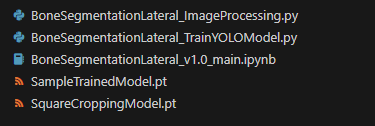 BoneSegmentationLateral_ImageProcessing.py
BoneSegmentationLateral_TrainYOLOModel.py
BoneSegmentationLateral_v1.0_main.ipynb
SampleTrainedModel.pt
SquareCroppingModel.pt